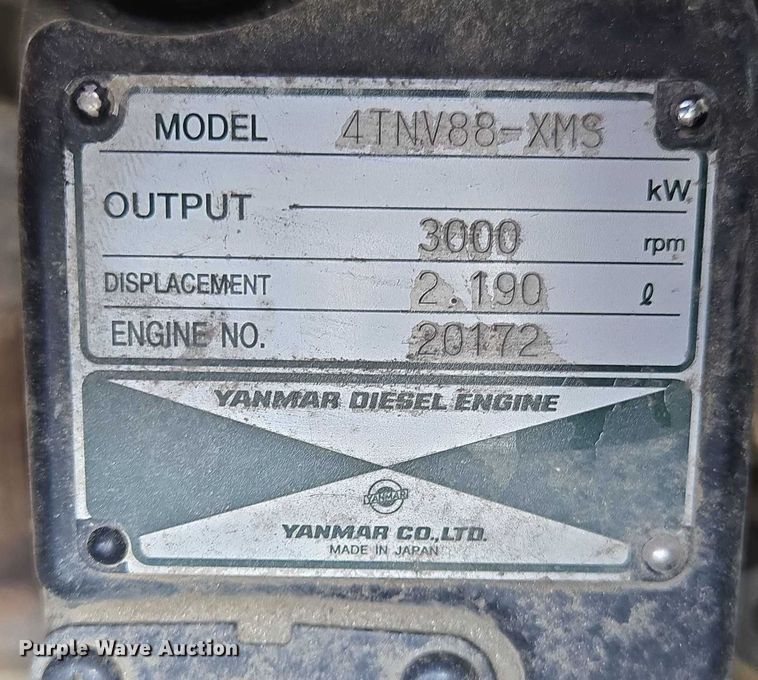 MODEL 4TNV88-XMS
OUTPUT kW
3000 rpm
DISPLACEMENT 2.190 ℓ
ENGINE NO. 20172
YANMAR DIESEL ENGINE
YANMAR
YANMAR CO.,LTD.
MADE IN JAPAN
Purple Wave Auction